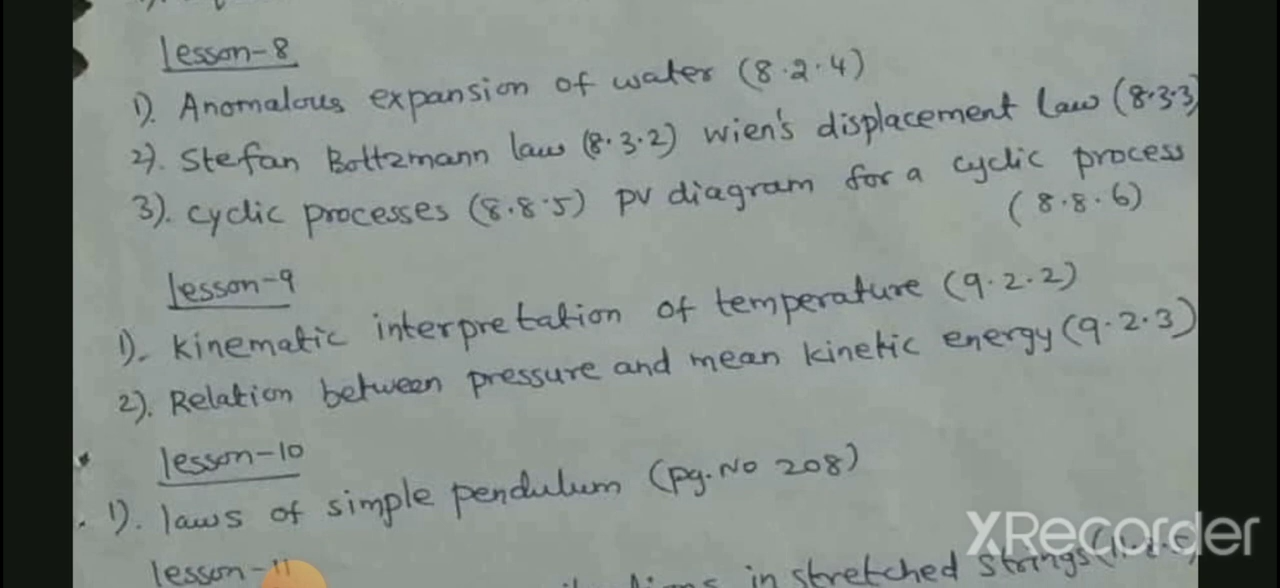 lesson-8
1). Anomalous expansion of water (8.2.4)
2). Stefan Boltzmann law (8.3.2) wien's displacement law (8.3.3)
3). cyclic processes (8.8.5) pv diagram for a cyclic process
(8.8.6)
lesson-9
1). kinematic interpretation of temperature (9.2.2)
2). Relation between pressure and mean kinetic energy (9.2.3)
lesson-10
1). laws of simple pendulum (pg. No 208)
lesson-11
in stretched strings
XRecorder